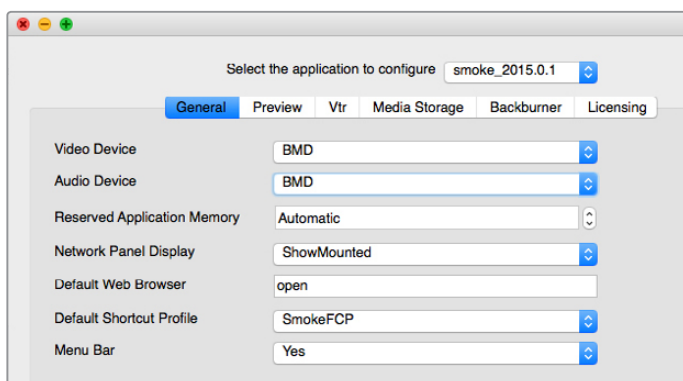 Select the application to configure smoke_2015.0.1
General Preview Vtr Media Storage Backburner Licensing
Video Device BMD
Audio Device BMD
Reserved Application Memory Automatic
Network Panel Display ShowMounted
Default Web Browser open
Default Shortcut Profile SmokeFCP
Menu Bar Yes